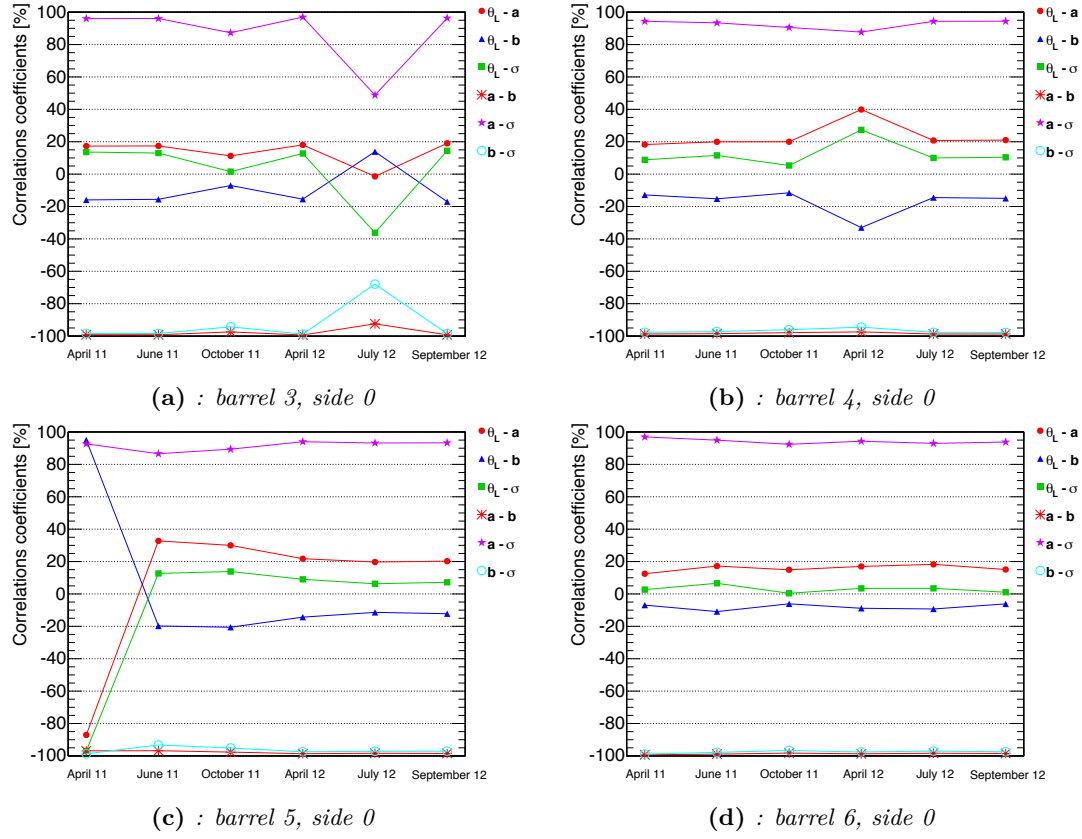 Correlations coefficients [%]
100
80
60
40
20
0
-20
-40
-60
-80
-100
April 11 June 11 October 11 April 12 July 12 September 12
θL - a
θL - b
θL - σ
a - b
a - σ
b - σ
(a) : barrel 3, side 0
Correlations coefficients [%]
100
80
60
40
20
0
-20
-40
-60
-80
-100
April 11 June 11 October 11 April 12 July 12 September 12
θL - a
θL - b
θL - σ
a - b
a - σ
b - σ
(b) : barrel 4, side 0
Correlations coefficients [%]
100
80
60
40
20
0
-20
-40
-60
-80
-100
April 11 June 11 October 11 April 12 July 12 September 12
θL - a
θL - b
θL - σ
a - b
a - σ
b - σ
(c) : barrel 5, side 0
Correlations coefficients [%]
100
80
60
40
20
0
-20
-40
-60
-80
-100
April 11 June 11 October 11 April 12 July 12 September 12
θL - a
θL - b
θL - σ
a - b
a - σ
b - σ
(d) : barrel 6, side 0